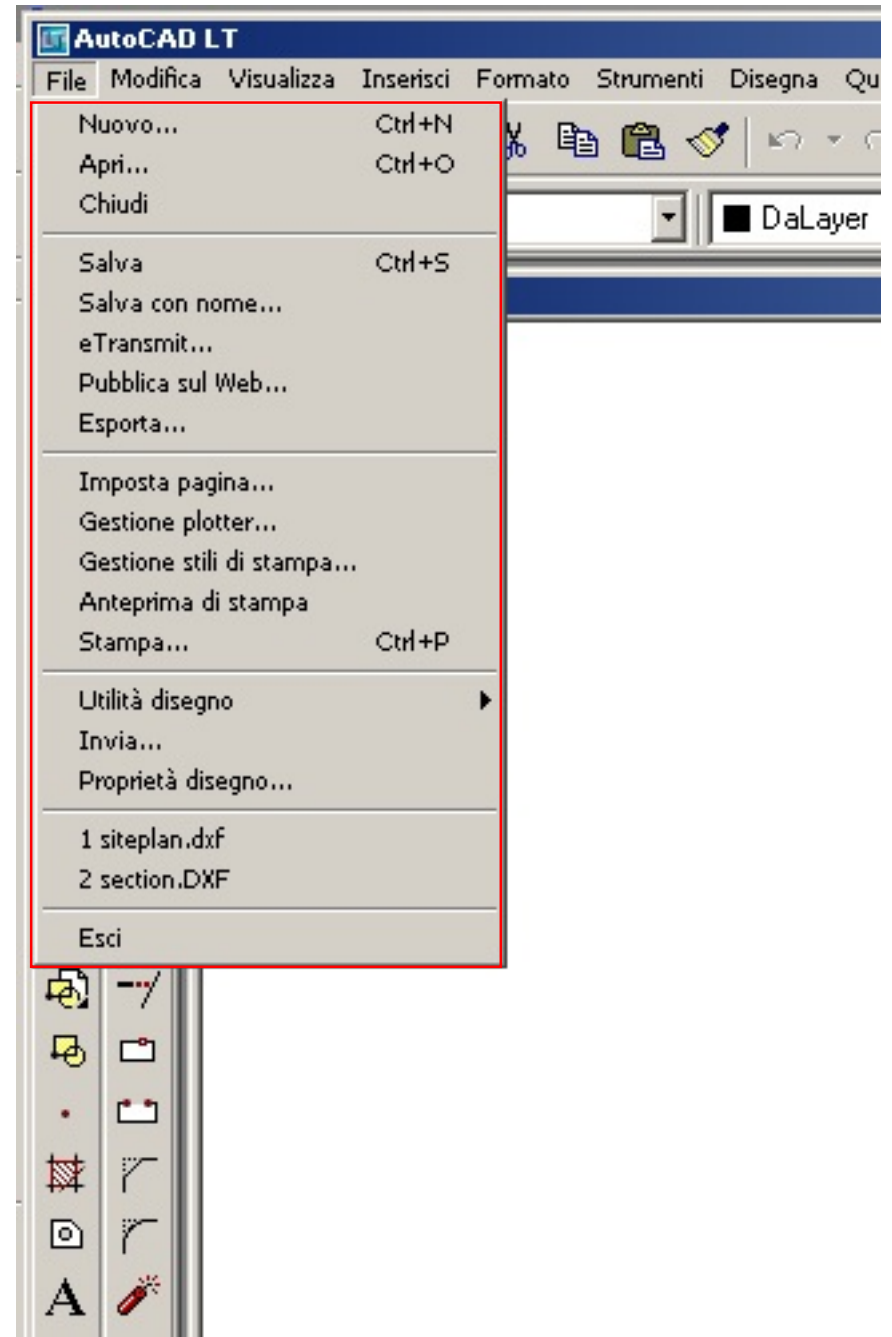 AutoCAD LT
File Modifica Visualizza Inserisci Formato Strumenti Disegna Qu
Nuovo... Ctrl+N
Apri... Ctrl+O
Chiudi
DaLayer
Salva Ctrl+S
Salva con nome...
eTransmit...
Pubblica sul Web...
Esporta...
Imposta pagina...
Gestione plotter...
Gestione stili di stampa...
Anteprima di stampa
Stampa... Ctrl+P
Utilità disegno
Invia...
Proprietà disegno...
1 siteplan.dxf
2 section.DXF
Esci
A